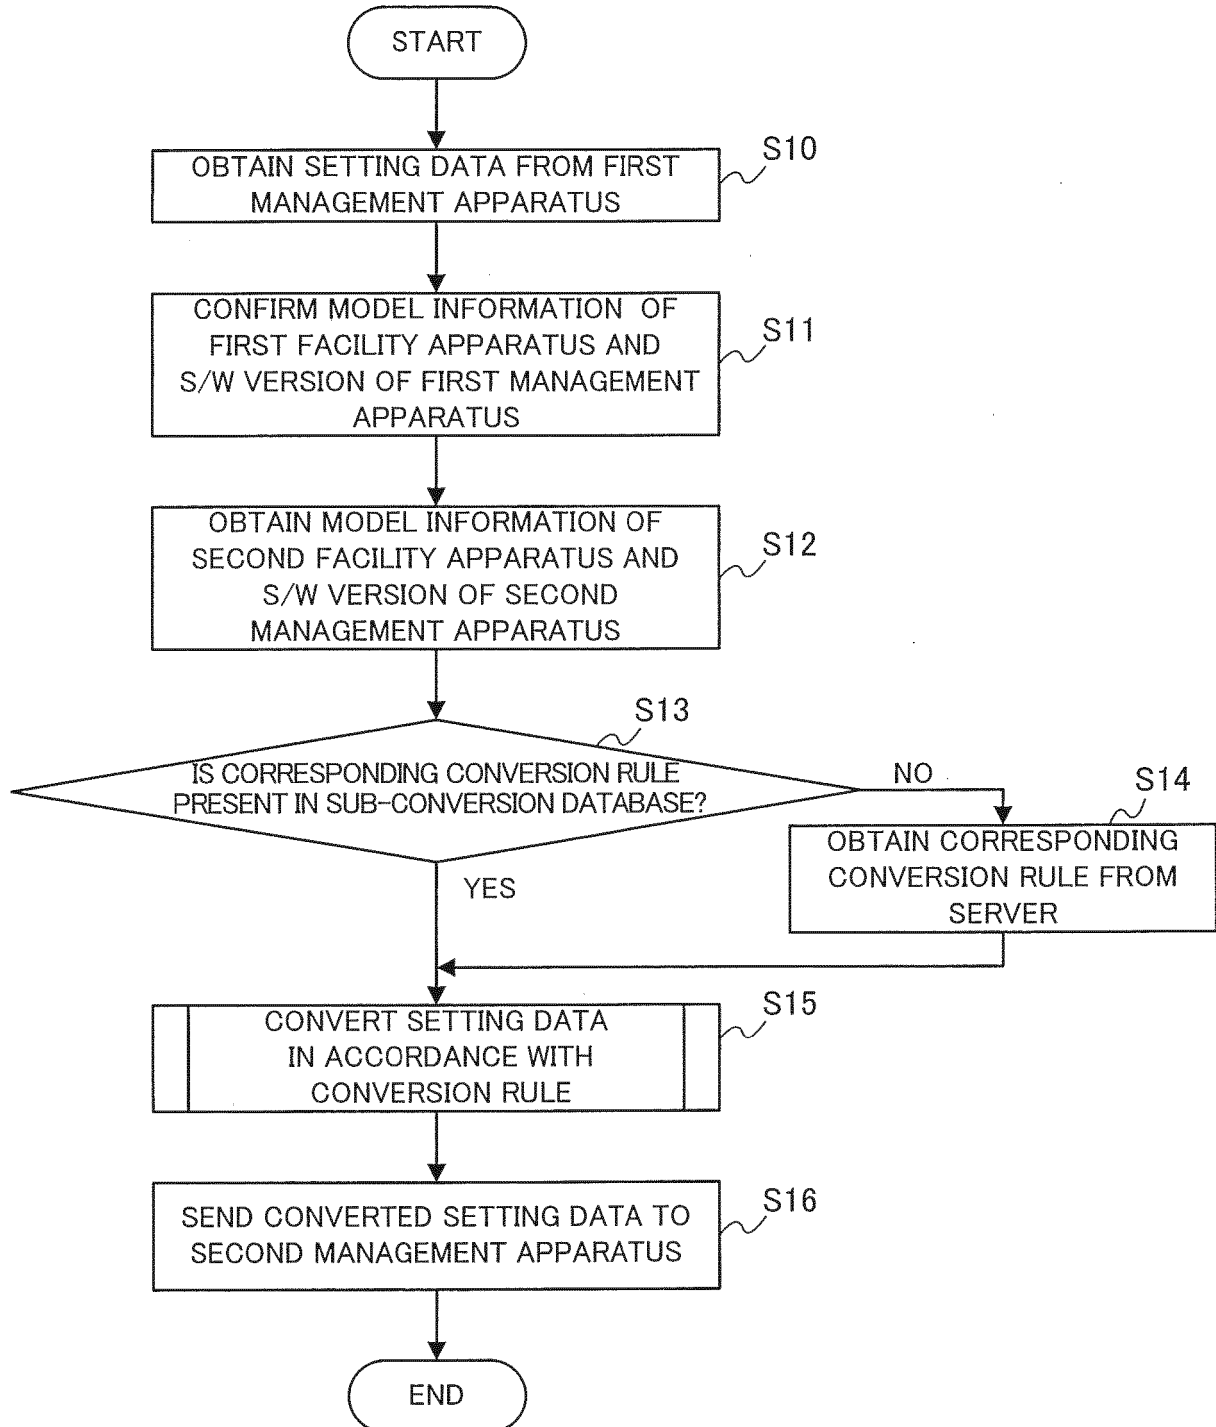 START
S10
OBTAIN SETTING DATA FROM FIRST
MANAGEMENT APPARATUS
S11
CONFIRM MODEL INFORMATION OF
FIRST FACILITY APPARATUS AND
S/W VERSION OF FIRST MANAGEMENT
APPARATUS
S12
OBTAIN MODEL INFORMATION OF
SECOND FACILITY APPARATUS AND
S/W VERSION OF SECOND
MANAGEMENT APPARATUS
S13
IS CORRESPONDING CONVERSION RULE
PRESENT IN SUB-CONVERSION DATABASE?
NO
S14
OBTAIN CORRESPONDING
CONVERSION RULE FROM
SERVER
YES
S15
CONVERT SETTING DATA
IN ACCORDANCE WITH
CONVERSION RULE
S16
SEND CONVERTED SETTING DATA TO
SECOND MANAGEMENT APPARATUS
END